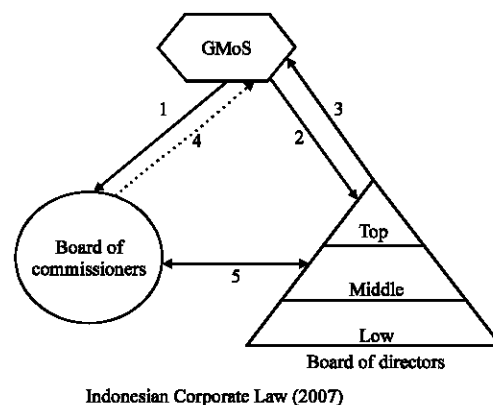 GMoS
1
4
2
3
Board of
commissioners
5
Top
Middle
Low
Board of directors
Indonesian Corporate Law (2007)